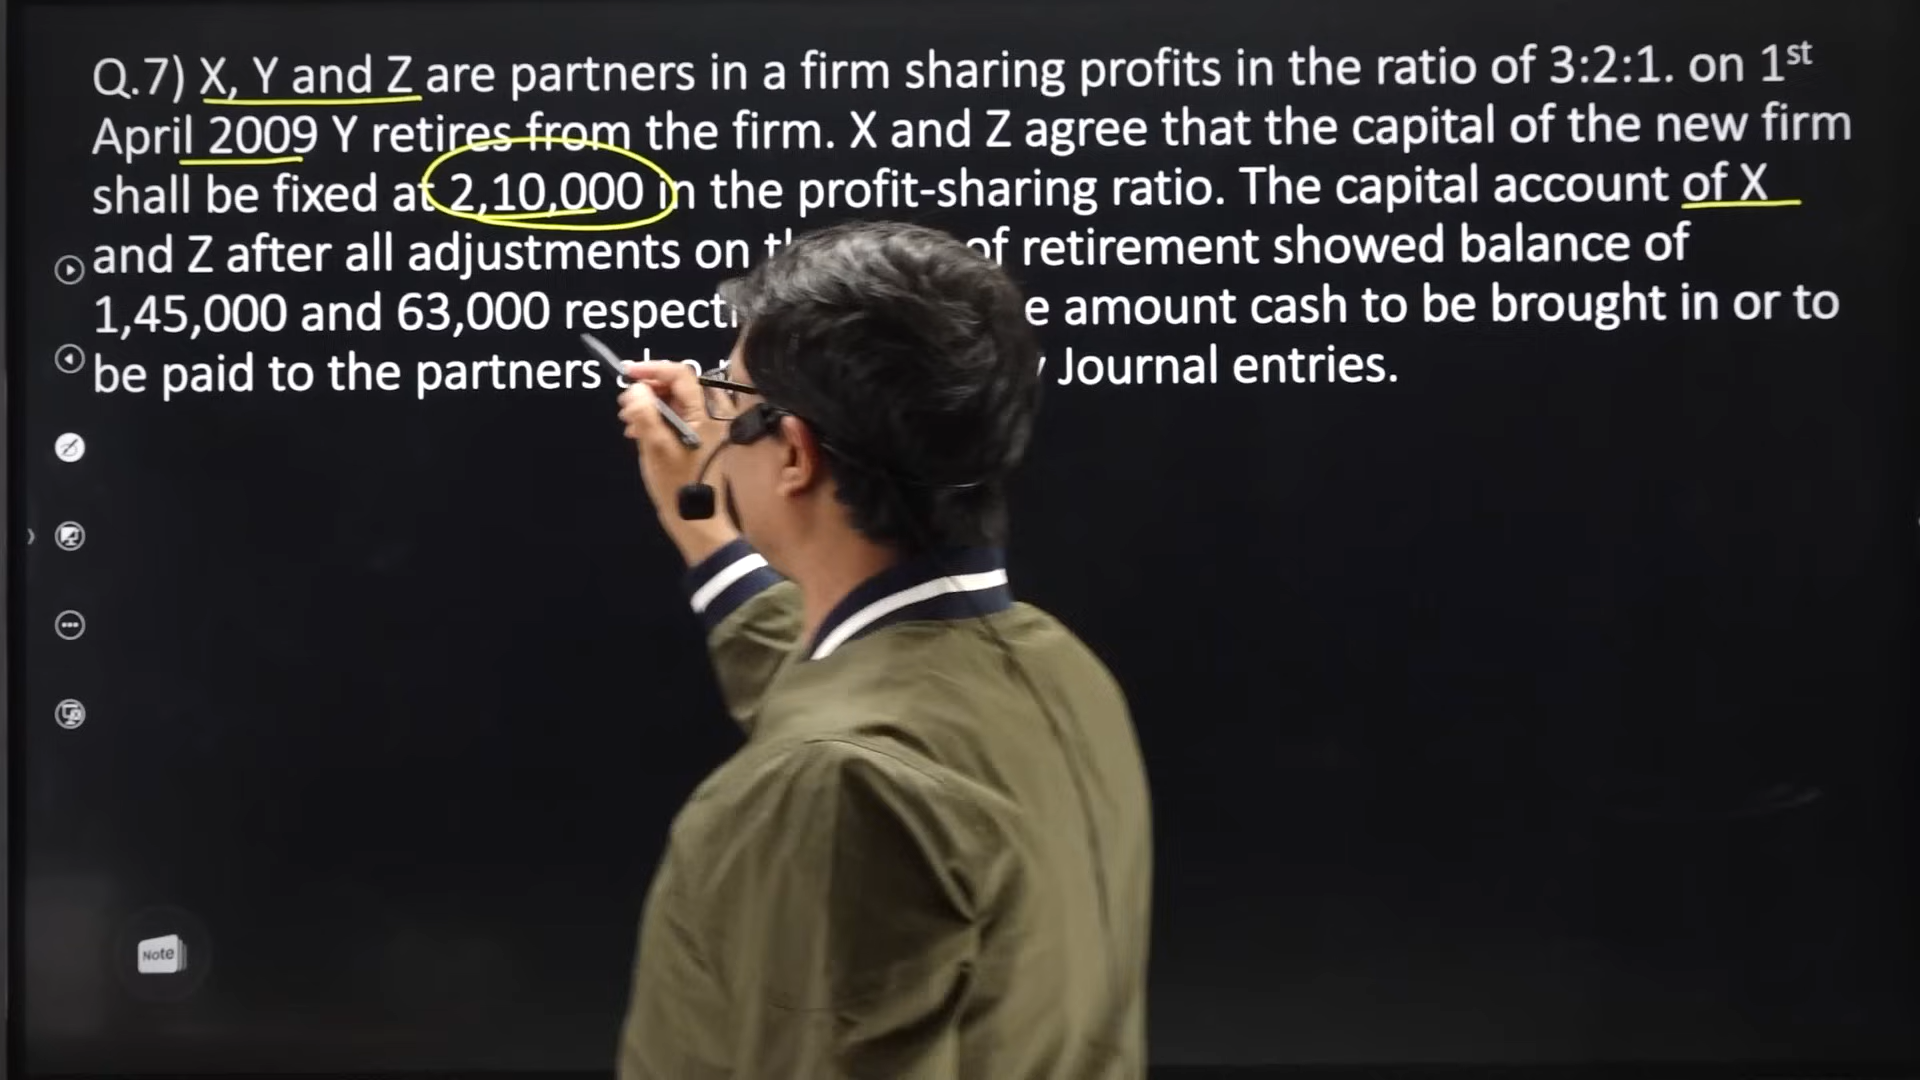 Q.7) X, Y and Z are partners in a firm sharing profits in the ratio of 3:2:1. on 1st
April 2009 Y retires from the firm. X and Z agree that the capital of the new firm
shall be fixed at 2,10,000 in the profit-sharing ratio. The capital account of X
and Z after all adjustments on of retirement showed balance of
1,45,000 and 63,000 amount cash to be brought in or to
be paid to the partners Journal entries.
Note